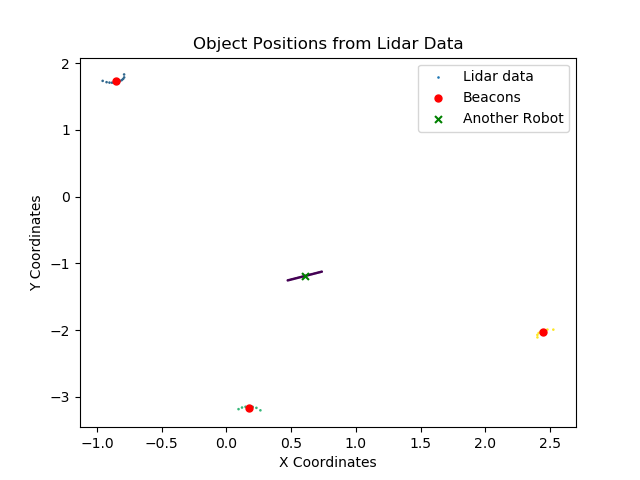 Object Positions from Lidar Data
Lidar data
Beacons
Another Robot
Y Coordinates
2
1
0
−1
−2
−3
−1.0 −0.5 0.0 0.5 1.0 1.5 2.0 2.5
X Coordinates